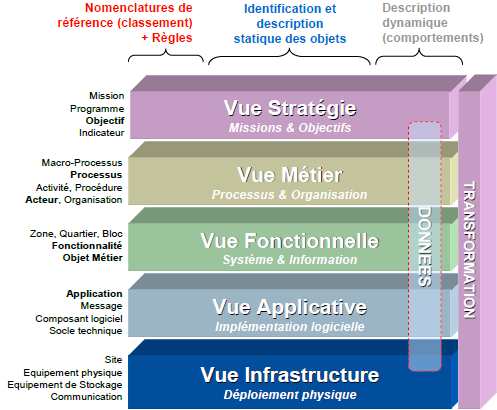 Nomenclatures de
référence (classement)
+ Règles
Identification et
description
statique des objets
Description
dynamique
(comportements)
Mission
Programme
Objectif
Indicateur
Vue Stratégie
Missions & Objectifs
Macro-Processus
Processus
Activité, Procédure
Acteur, Organisation
Vue Métier
Processus & Organisation
Zone, Quartier, Bloc
Fonctionnalité
Objet Métier
Vue Fonctionnelle
Système & Information
Application
Message
Composant logiciel
Socle technique
Vue Applicative
Implémentation logicielle
Site
Equipement physique
Equipement de Stockage
Communication
Vue Infrastructure
Déploiement physique
DONNEES
TRANSFORMATION